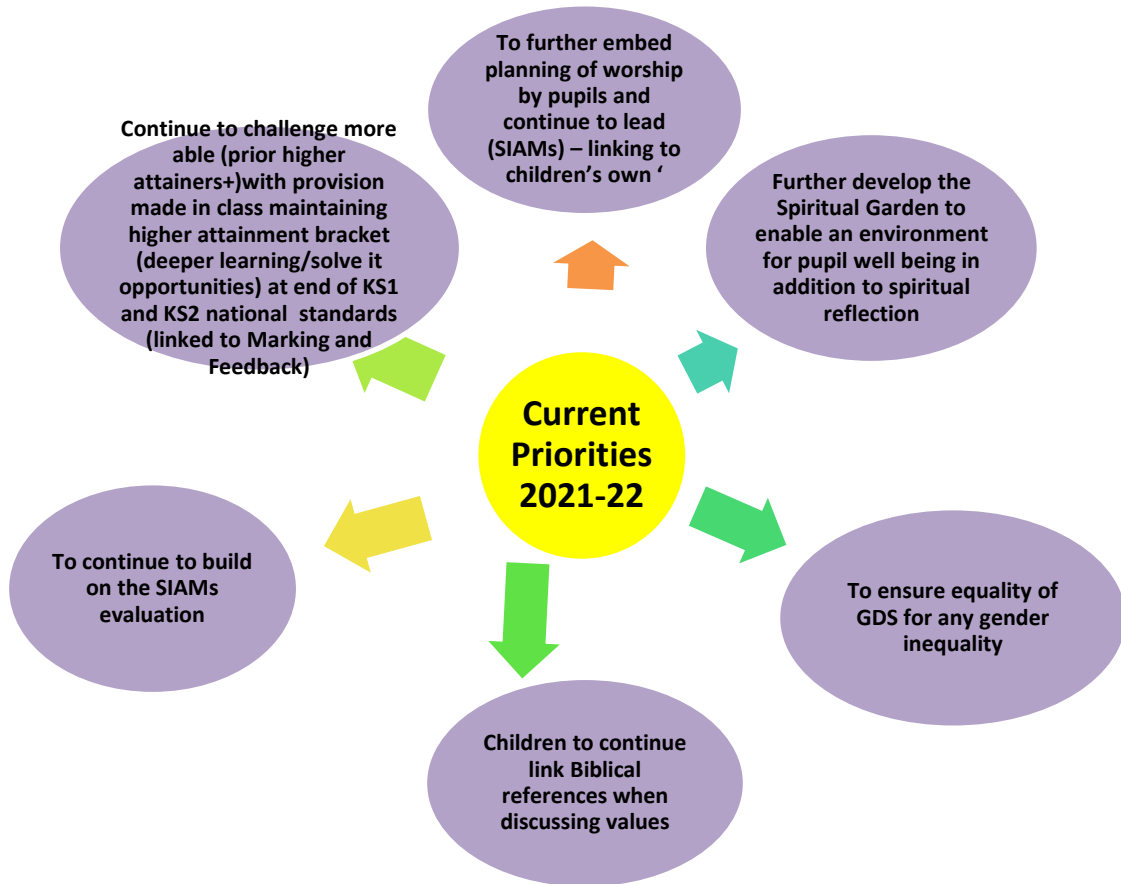 To further embed
planning of worship
by pupils and
continue to lead
(SIAMs) – linking to
children's own ‘
Continue to challenge more
able (prior higher
attainers+)with provision
made in class maintaining
higher attainment bracket
(deeper learning/solve it
opportunities) at end of KS1
and KS2 national standards
(linked to Marking and
Feedback)
Further develop the
Spiritual Garden to
enable an environment
for pupil well being in
addition to spiritual
reflection
Current
Priorities
2021-22
To continue to build
on the SIAMs
evaluation
To ensure equality of
GDS for any gender
inequality
Children to continue
link Biblical
references when
discussing values